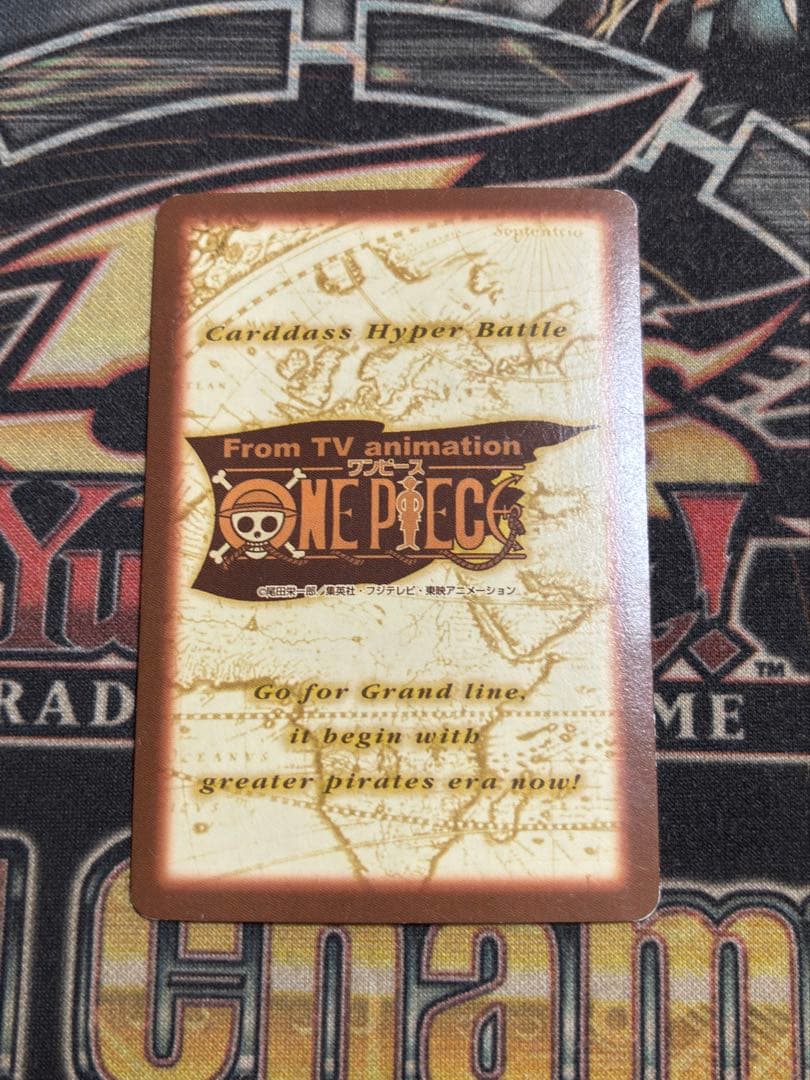 Septentrio
Carddass Hyper Battle
From TV animation
ワンピース
ONE PIECE
©尾田栄一郎/集英社・フジテレビ・東映アニメーション
Go for Grand line,
it begin with
greater pirates era now!
Yu !
TM
RAD ME
Cham